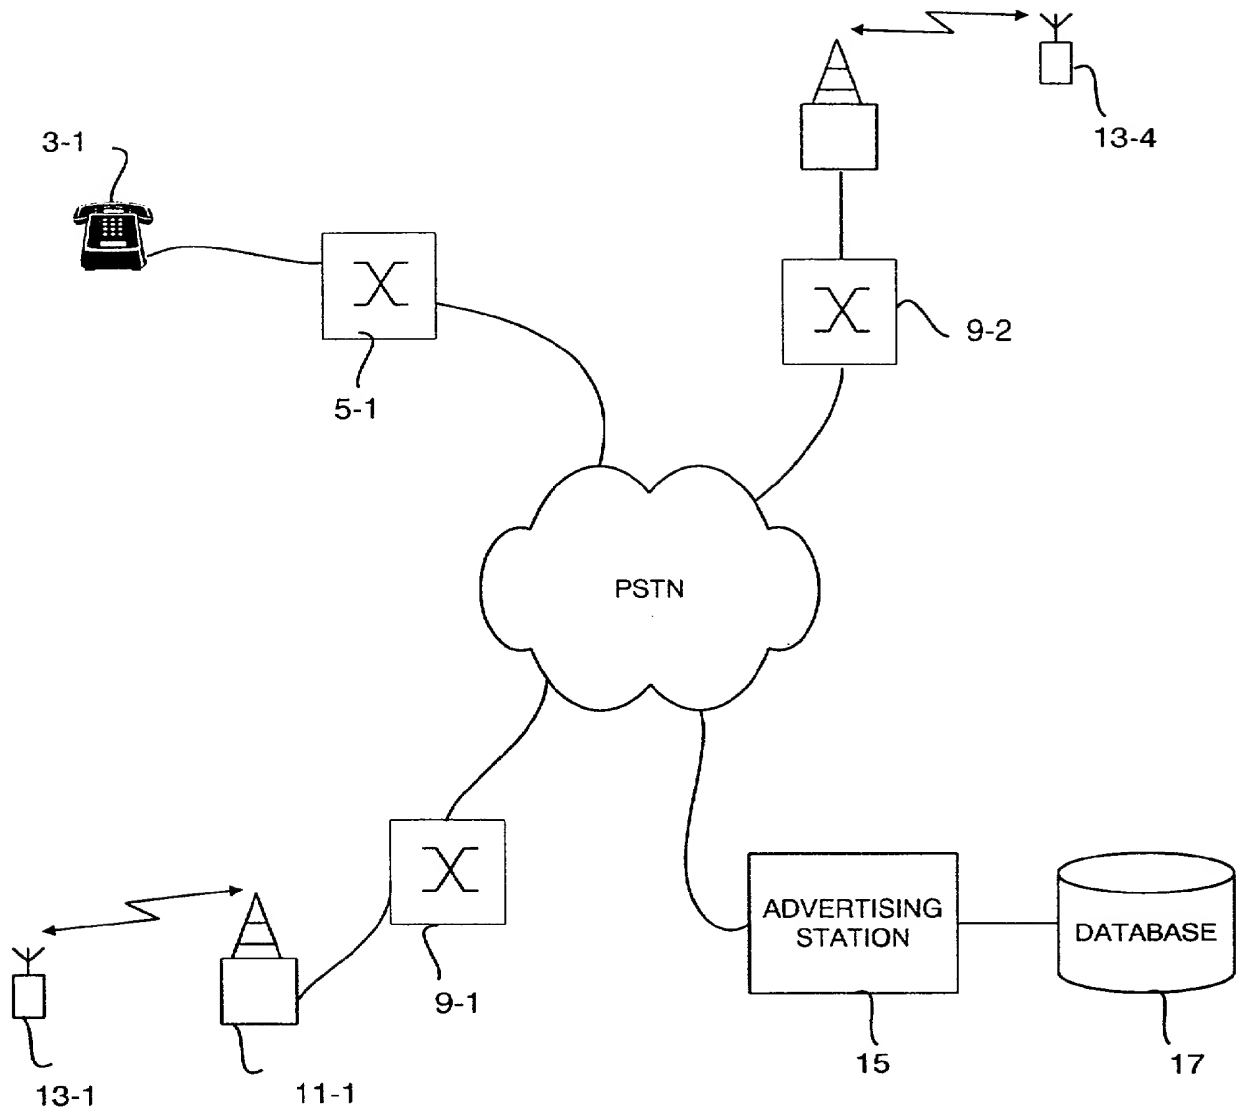 13-4
3-1
9-2
5-1
PSTN
ADVERTISING
STATION
DATABASE
9-1
15
17
13-1
11-1